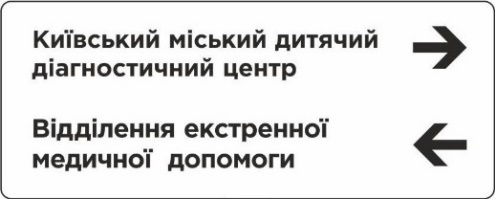 Київський міський дитячий
діагностичний центр
Відділення екстренної
медичної допомоги